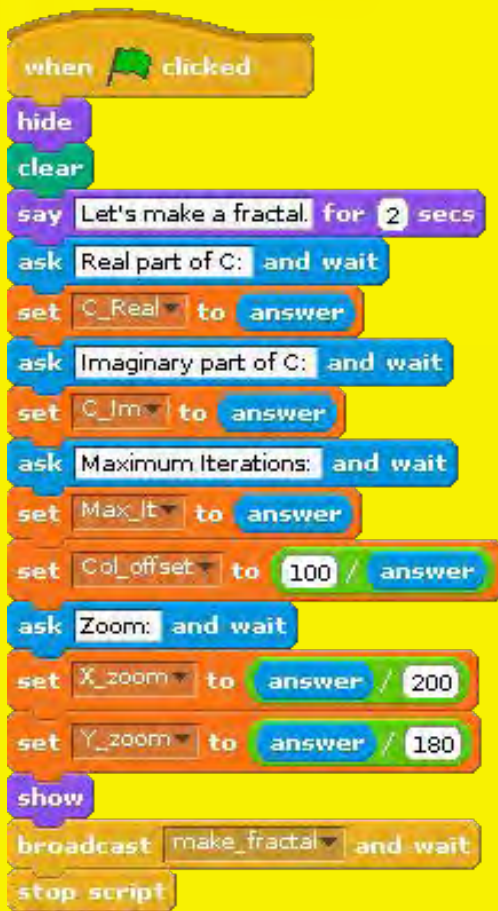 when clicked
hide
clear
say Let's make a fractal. for 2 secs
ask Real part of C: and wait
set C_Real to answer
ask Imaginary part of C: and wait
set C_Im to answer
ask Maximum Iterations: and wait
set Max_It to answer
set Col_offset to 100 / answer
ask Zoom: and wait
set X_zoom to answer / 200
set Y_zoom to answer / 180
show
broadcast make_fractal and wait
stop script